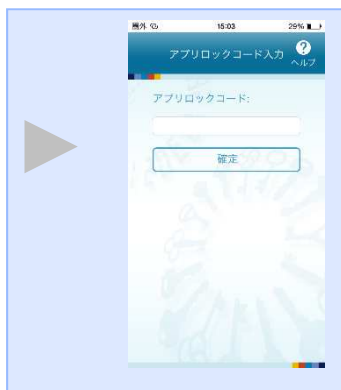 圏外 15:03 29%
アプリロックコード入力 ?
ヘルプ
アプリロックコード:
確定